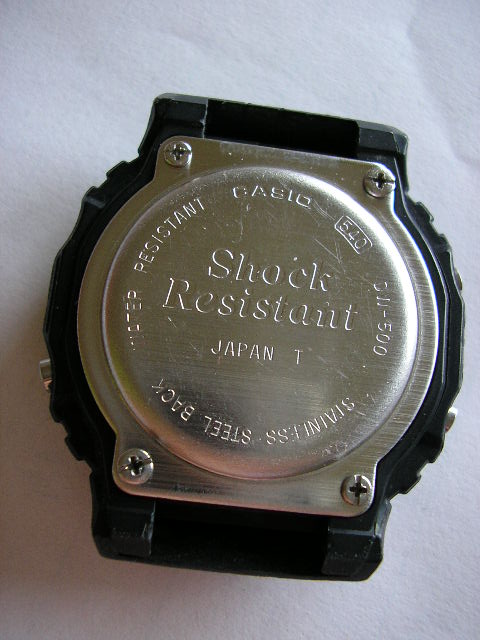 CASIO
540
DW-500
STAINLESS STEEL BACK
WATER RESISTANT
Shock
Resistant
JAPAN T